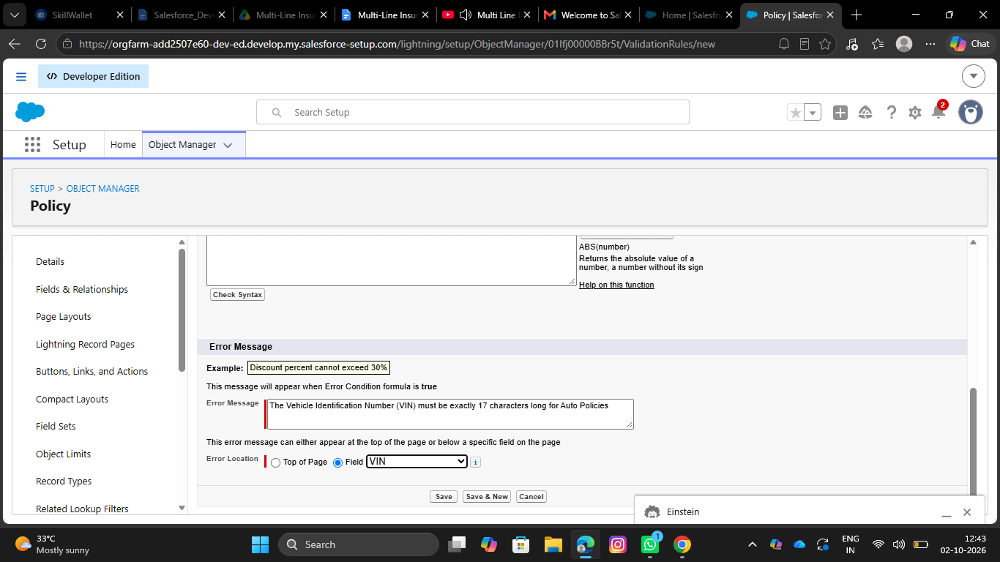 SkillWallet
Salesforce_Dev
Multi-Line Insur
Multi-Line Insur
Multi Line I
Welcome to Sal
Home | Salesfo
Policy | Salesfor
https://orgfarm-add2507e60-dev-ed.develop.my.salesforce-setup.com/lightning/setup/ObjectManager/01Ifj00000BBr5t/ValidationRules/new
Chat
Developer Edition
Search Setup
2
Setup
Home
Object Manager
SETUP > OBJECT MANAGER
Policy
Details
Fields & Relationships
Page Layouts
Lightning Record Pages
Buttons, Links, and Actions
Compact Layouts
Field Sets
Object Limits
Record Types
Related Lookup Filters
ABS(number)
Returns the absolute value of a
number, a number without its sign
Help on this function
Check Syntax
Error Message
Example: Discount percent cannot exceed 30%
This message will appear when Error Condition formula is true
Error Message
The Vehicle Identification Number (VIN) must be exactly 17 characters long for Auto Policies
This error message can either appear at the top of the page or below a specific field on the page
Error Location Top of Page Field VIN i
Save Save & New Cancel
Einstein
33°C
Mostly sunny
Search
1
ENG
IN
12:43
02-10-2026